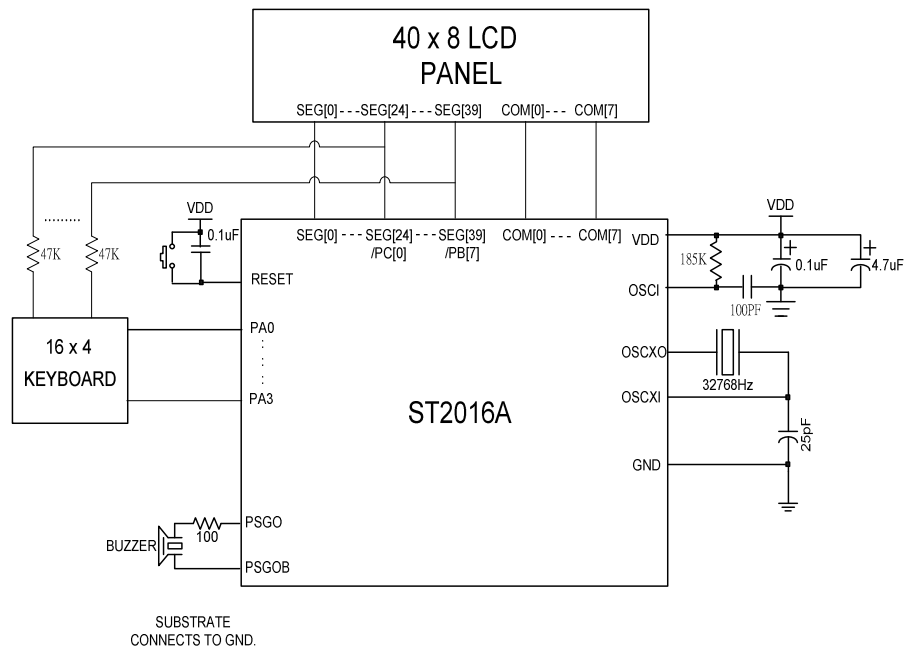 40 x 8 LCD
PANEL
SEG[0] --- SEG[24] --- SEG[39] COM[0]--- COM[7]
.........
47K
47K
VDD
0.1uF
SEG[0] --- SEG[24] --- SEG[39] COM[0] --- COM[7]
/PC[0] /PB[7]
VDD
VDD
185K
0.1uF
4.7uF
RESET
OSCI
100PF
16 x 4
KEYBOARD
PA0
PA3
ST2016A
OSCXO
32768Hz
OSCXI
25pF
GND
PSGO
100
BUZZER
PSGOB
SUBSTRATE
CONNECTS TO GND.